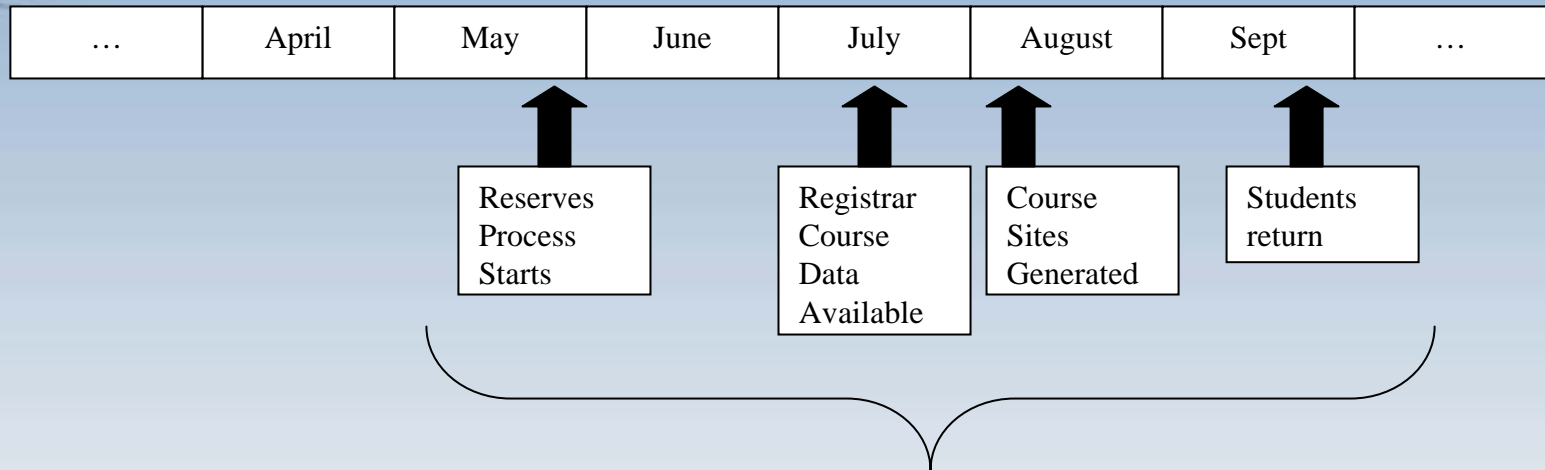 … April May June July August Sept …
Reserves
Process
Starts
Registrar
Course
Data
Available
Course
Sites
Generated
Students
return